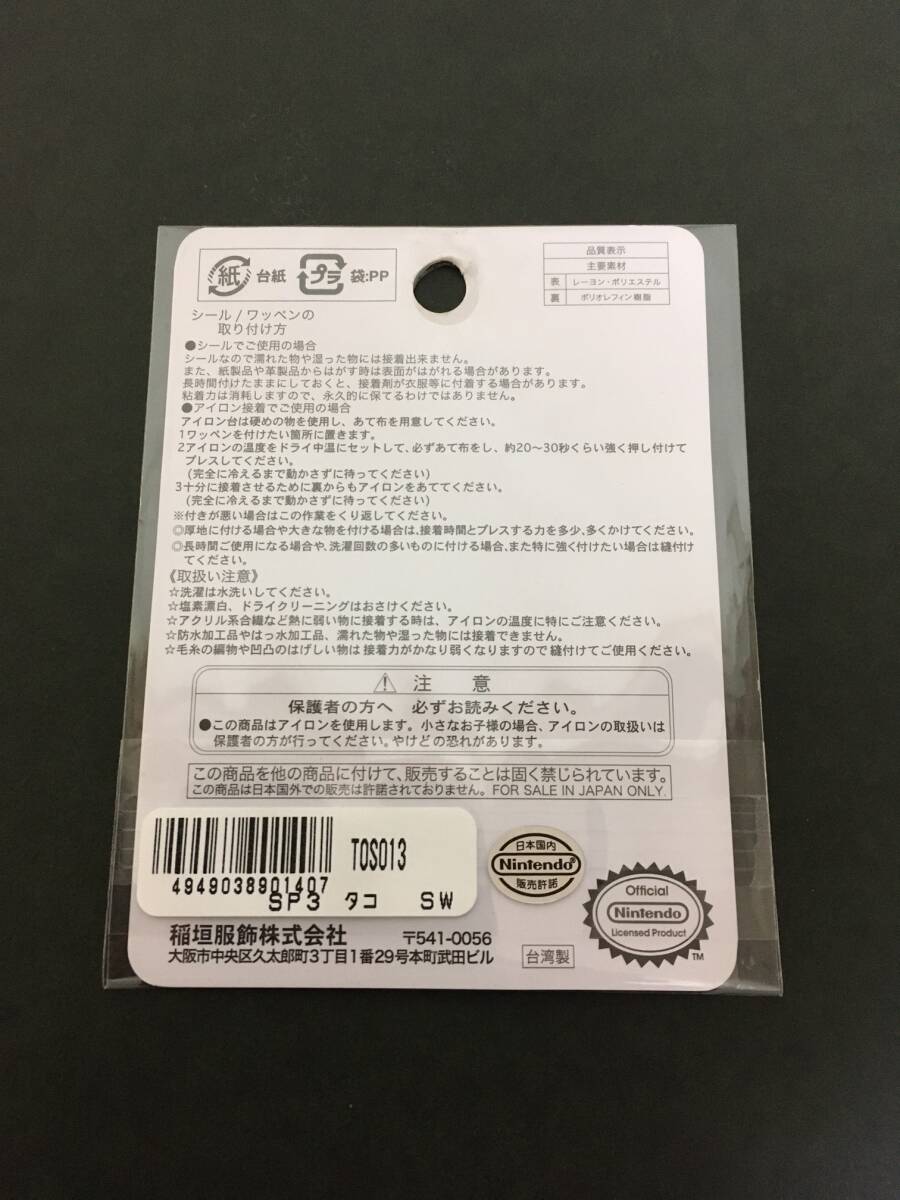 紙 台紙 プラ 袋:PP
品質表示
主要素材
表 レーヨン・ポリエステル
裏 ポリオレフィン樹脂
シール/ワッペンの
取り付け方
●シールでご使用の場合
シールなので濡れた物や湿った物には接着出来ません。
また、紙製品や革製品からはがす時は表面がはがれる場合があります。
長時間付けたままにしておくと、接着剤が衣服等に付着する場合があります。
粘着力は消耗しますので、永久的に保てるわけではありません。
●アイロン接着でご使用の場合
アイロン台は硬めの物を使用し、あて布を用意してください。
1ワッペンを付けたい箇所に置きます。
2アイロンの温度をドライ中温にセットして、必ずあて布をし、約20〜30秒くらい強く押し付けて
プレスしてください。
(完全に冷えるまで動かさずに待ってください)
3十分に接着させるために裏からもアイロンをあててください。
(完全に冷えるまで動かさずに待ってください)
※付きが悪い場合はこの作業をくり返してください。
◎厚地に付ける場合や大きな物を付ける場合は、接着時間とプレスする力を多少、多くかけてください。
◎長時間ご使用になる場合や、洗濯回数の多いものに付ける場合、また特に強く付けたい場合は縫付け
てください。
《取扱い注意》
☆洗濯は水洗いしてください。
☆塩素漂白、ドライクリーニングはおさけください。
☆アクリル系合繊など熱に弱い物に接着する時は、アイロンの温度に特にご注意ください。
☆防水加工品やはっ水加工品、濡れた物や湿った物には接着できません。
☆毛糸の編物や凹凸のはげしい物は接着力がかなり弱くなりますので縫付けてご使用ください。
⚠ 注 意
保護者の方へ 必ずお読みください。
●この商品はアイロンを使用します。小さなお子様の場合、アイロンの取扱いは
保護者の方が行ってください。やけどの恐れがあります。
この商品を他の商品に付けて、販売することは固く禁じられています。
この商品は日本国外での販売は許諾されておりません。FOR SALE IN JAPAN ONLY.
TOS013
4949038901407
SP3 タコ SW
日本国内
Nintendo®
販売許諾
Official
Nintendo
Licensed Product
TM
稲垣服飾株式会社 〒541-0056
大阪市中央区久太郎町3丁目1番29号本町武田ビル
台湾製